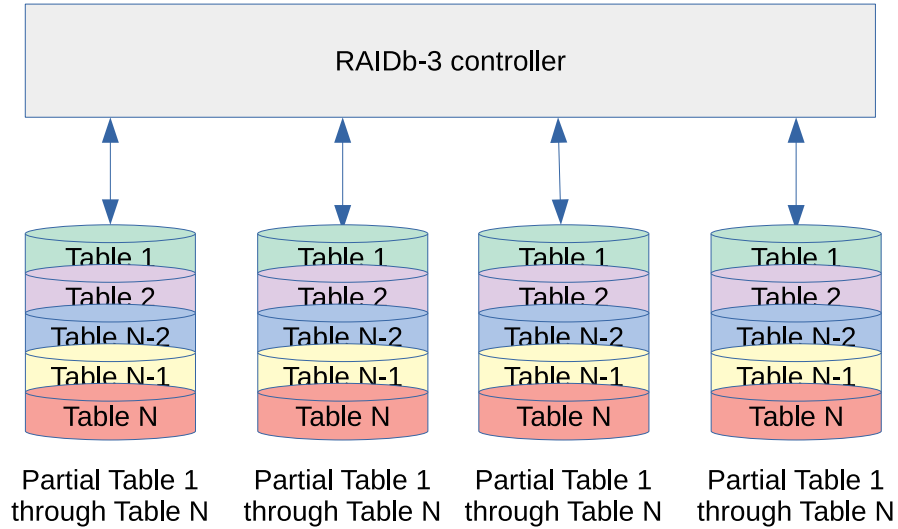 RAIDb-3 controller
Table 1
Table 2
Table N-2
Table N-1
Table N
Partial Table 1
through Table N
Table 1
Table 2
Table N-2
Table N-1
Table N
Partial Table 1
through Table N
Table 1
Table 2
Table N-2
Table N-1
Table N
Partial Table 1
through Table N
Table 1
Table 2
Table N-2
Table N-1
Table N
Partial Table 1
through Table N